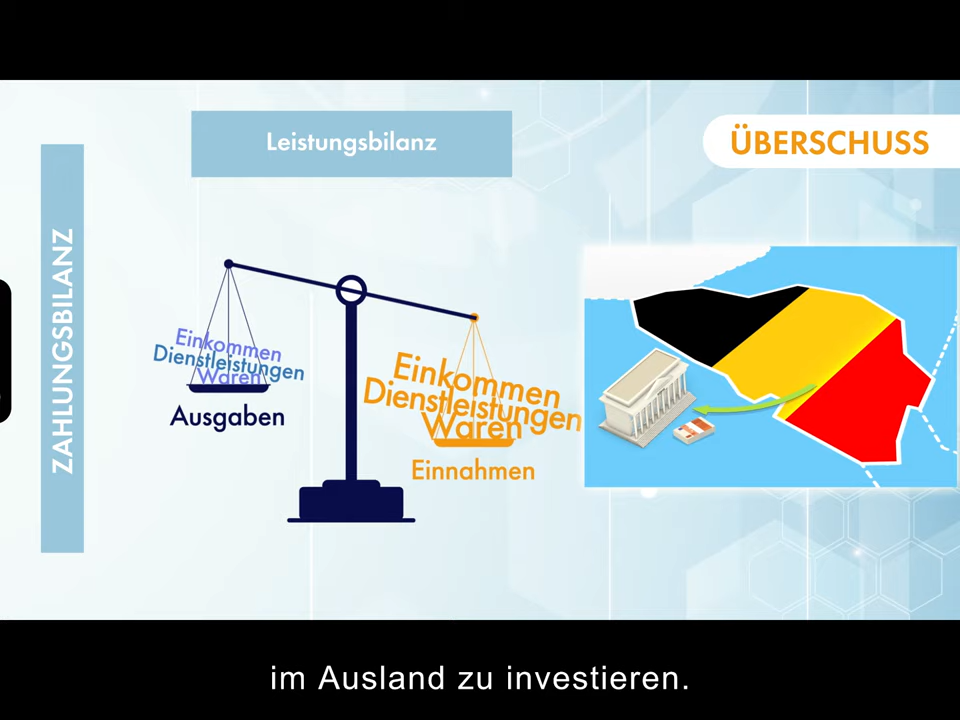 Leistungsbilanz
ÜBERSCHUSS
ZAHLUNGSBILANZ
Einkommen
Dienstleistungen
Waren
Ausgaben
Einkommen
Dienstleistungen
Waren
Einnahmen
im Ausland zu investieren.